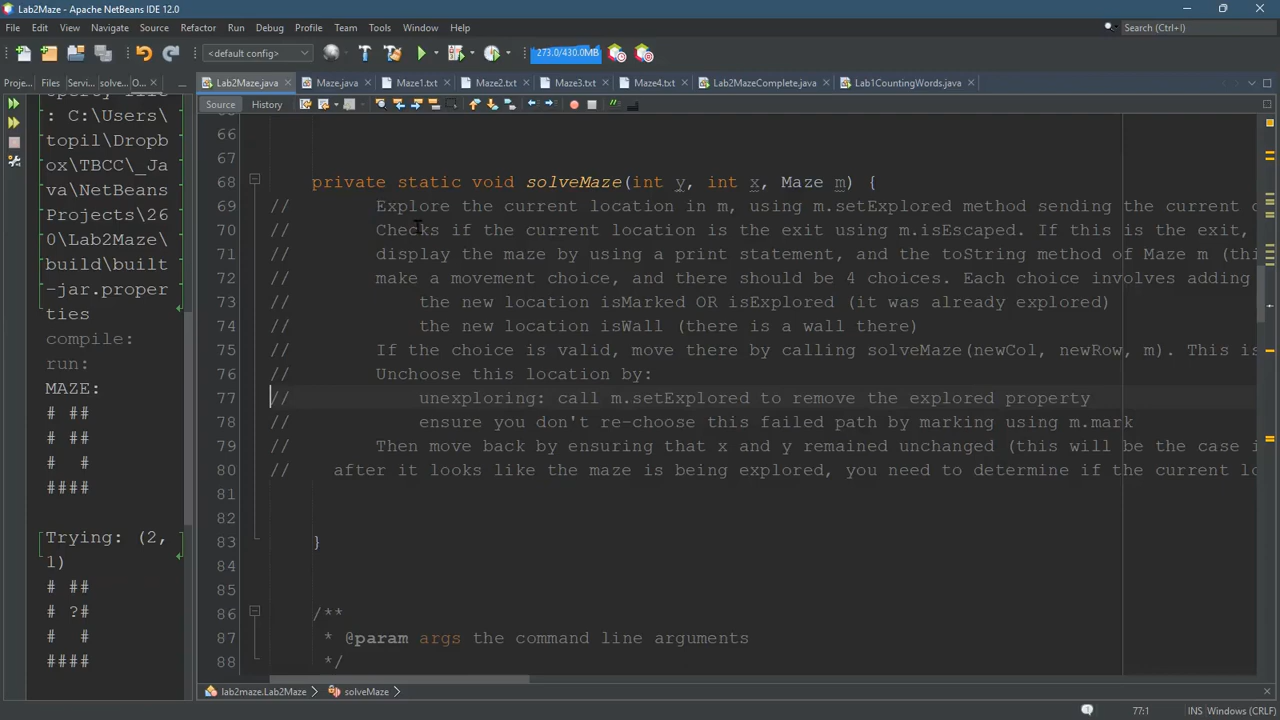 Lab2Maze - Apache NetBeans IDE 12.0
File Edit View Navigate Source Refactor Run Debug Profile Team Tools Window Help
Search (Ctrl+I)
<default config> 273.0/430.0MB
Proje... Files Servi... solve... O...
Lab2Maze.java Maze.java Maze1.txt Maze2.txt Maze3.txt Maze4.txt Lab2MazeComplete.java Lab1CountingWords.java
Source History
: C:\Users\
topil\Dropb
ox\TBCC\_Ja
va\NetBeans
Projects\26
0\Lab2Maze\
build\built
-jar.proper
ties
compile:
run:
MAZE:
# ##
# ##
#  #
####
Trying: (2,
1)
# ##
# ?#
#  #
####
66
67
68 private static void solveMaze(int y, int x, Maze m) {
69 // Explore the current location in m, using m.setExplored method sending the current
70 // Checks if the current location is the exit using m.isEscaped. If this is the exit,
71 // display the maze by using a print statement, and the toString method of Maze m (thi
72 // make a movement choice, and there should be 4 choices. Each choice involves adding
73 // the new location isMarked OR isExplored (it was already explored)
74 // the new location isWall (there is a wall there)
75 // If the choice is valid, move there by calling solveMaze(newCol, newRow, m). This is
76 // Unchoose this location by:
77 // unexploring: call m.setExplored to remove the explored property
78 // ensure you don't re-choose this failed path by marking using m.mark
79 // Then move back by ensuring that x and y remained unchanged (this will be the case i
80 // after it looks like the maze is being explored, you need to determine if the current lo
81
82
83 }
84
85
86 /**
87 * @param args the command line arguments
88 */
lab2maze.Lab2Maze solveMaze
77:1 INS Windows (CRLF)